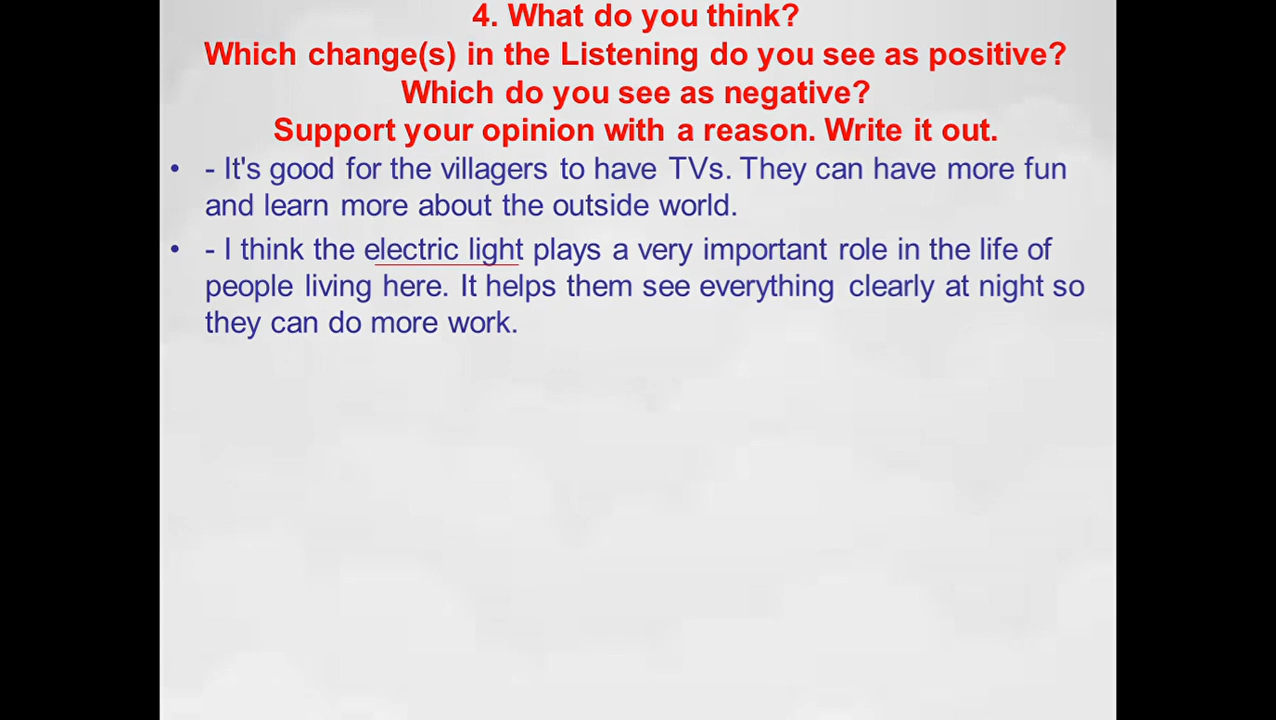 4. What do you think?
Which change(s) in the Listening do you see as positive?
Which do you see as negative?
Support your opinion with a reason. Write it out.
• - It's good for the villagers to have TVs. They can have more fun
and learn more about the outside world.
• - I think the electric light plays a very important role in the life of
people living here. It helps them see everything clearly at night so
they can do more work.